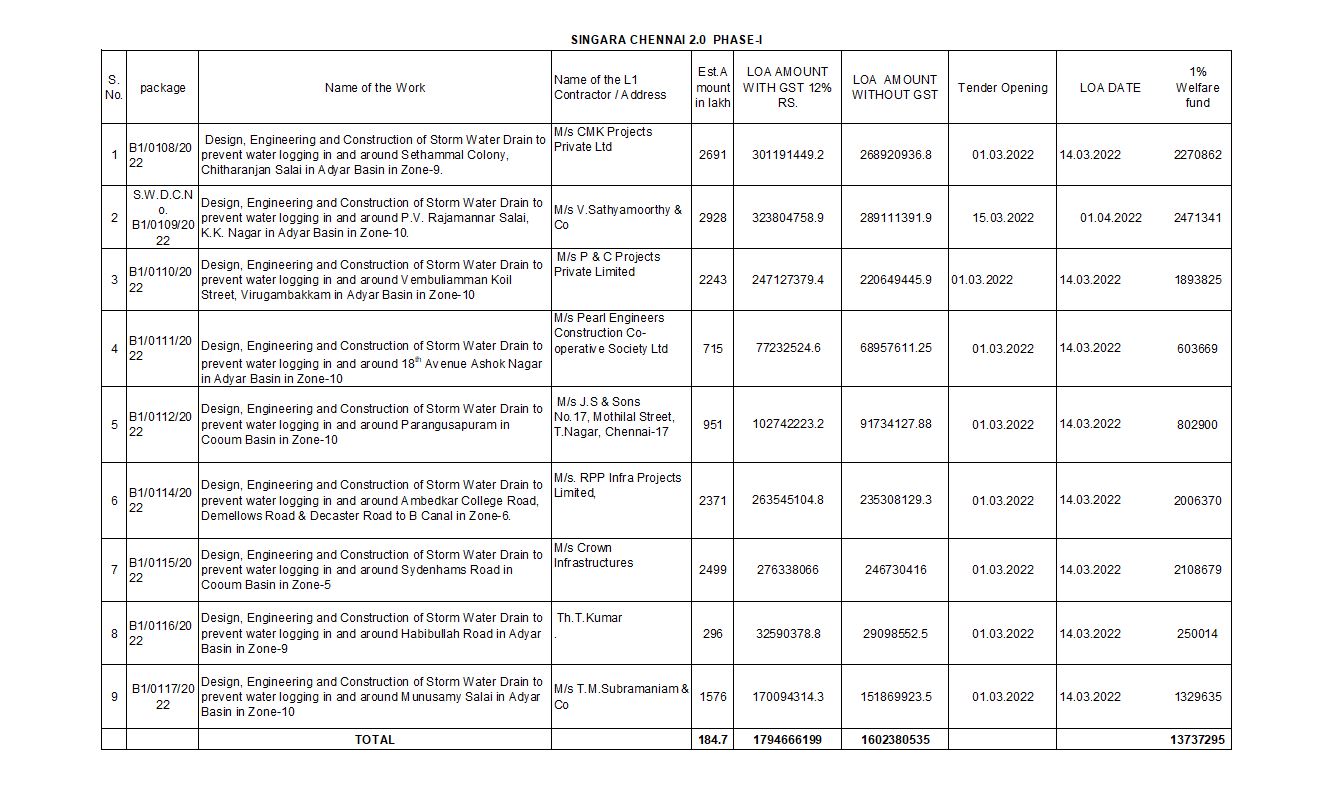 SINGARA CHENNAI 2.0 PHASE-I
S.
No.
package
Name of the Work
Name of the L1
Contractor / Address
Est.A
mount
in lakh
LOA AMOUNT
WITH GST 12%
RS.
LOA AMOUNT
WITHOUT GST
Tender Opening
LOA DATE
1%
Welfare
fund
1
B1/0108/20
22
Design, Engineering and Construction of Storm Water Drain to
prevent water logging in and around Sethammal Colony,
Chitharanjan Salai in Adyar Basin in Zone-9.
M/s CMK Projects
Private Ltd
2691
301191449.2
268920936.8
01.03.2022
14.03.2022
2270862
2
S.W.D.C.N
o.
B1/0109/20
22
Design, Engineering and Construction of Storm Water Drain to
prevent water logging in and around P.V. Rajamannar Salai,
K.K. Nagar in Adyar Basin in Zone-10.
M/s V.Sathyamoorthy &
Co
2928
323804758.9
289111391.9
15.03.2022
01.04.2022
2471341
3
B1/0110/20
22
Design, Engineering and Construction of Storm Water Drain to
prevent water logging in and around Vembuliamman Koil
Street, Virugambakkam in Adyar Basin in Zone-10
M/s P & C Projects
Private Limited
2243
247127379.4
220649445.9
01.03.2022
14.03.2022
1893825
4
B1/0111/20
22
Design, Engineering and Construction of Storm Water Drain to
prevent water logging in and around 18th Avenue Ashok Nagar
in Adyar Basin in Zone-10
M/s Pearl Engineers
Construction Co-
operative Society Ltd
715
77232524.6
68957611.25
01.03.2022
14.03.2022
603669
5
B1/0112/20
22
Design, Engineering and Construction of Storm Water Drain to
prevent water logging in and around Parangusapuram in
Cooum Basin in Zone-10
M/s J.S & Sons
No.17, Mothilal Street,
T.Nagar, Chennai-17
951
102742223.2
91734127.88
01.03.2022
14.03.2022
802900
6
B1/0114/20
22
Design, Engineering and Construction of Storm Water Drain to
prevent water logging in and around Ambedkar College Road,
Demellows Road & Decaster Road to B Canal in Zone-6.
M/s. RPP Infra Projects
Limited,
2371
263545104.8
235308129.3
01.03.2022
14.03.2022
2006370
7
B1/0115/20
22
Design, Engineering and Construction of Storm Water Drain to
prevent water logging in and around Sydenhams Road in
Cooum Basin in Zone-5
M/s Crown
Infrastructures
2499
276338066
246730416
01.03.2022
14.03.2022
2108679
8
B1/0116/20
22
Design, Engineering and Construction of Storm Water Drain to
prevent water logging in and around Habibullah Road in Adyar
Basin in Zone-9
Th.T.Kumar
.
296
32590378.8
29098552.5
01.03.2022
14.03.2022
250014
9
B1/0117/20
22
Design, Engineering and Construction of Storm Water Drain to
prevent water logging in and around Munusamy Salai in Adyar
Basin in Zone-10
M/s T.M.Subramaniam &
Co
1576
170094314.3
151869923.5
01.03.2022
14.03.2022
1329635
TOTAL
184.7
1794666199
1602380535
13737295